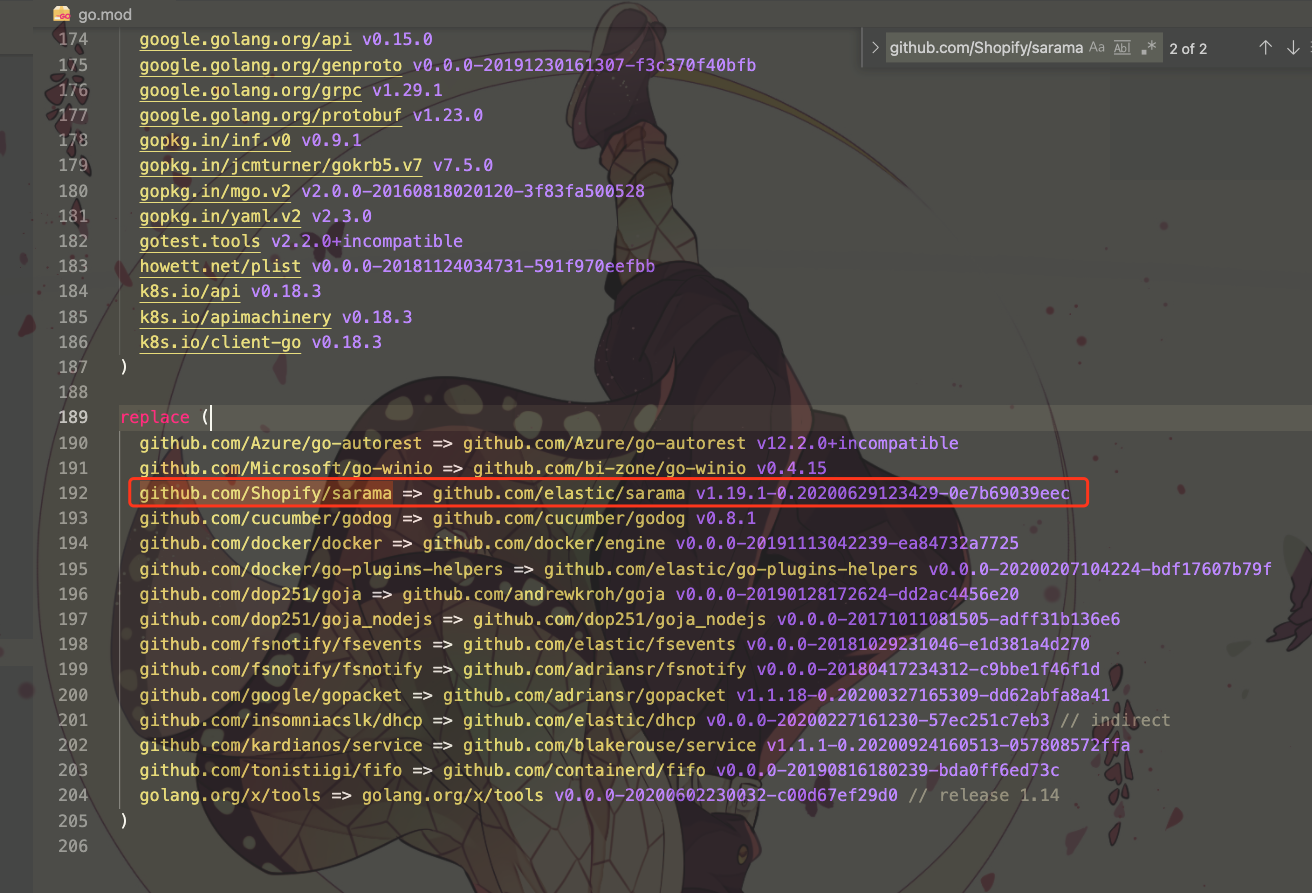 go.mod
github.com/Shopify/sarama Aa Abl .* 2 of 2
174 google.golang.org/api v0.15.0
175 google.golang.org/genproto v0.0.0-20191230161307-f3c370f40bfb
176 google.golang.org/grpc v1.29.1
177 google.golang.org/protobuf v1.23.0
178 gopkg.in/inf.v0 v0.9.1
179 gopkg.in/jcmturner/gokrb5.v7 v7.5.0
180 gopkg.in/mgo.v2 v2.0.0-20160818020120-3f83fa500528
181 gopkg.in/yaml.v2 v2.3.0
182 gotest.tools v2.2.0+incompatible
183 howett.net/plist v0.0.0-20181124034731-591f970eefbb
184 k8s.io/api v0.18.3
185 k8s.io/apimachinery v0.18.3
186 k8s.io/client-go v0.18.3
187 )
188
189 replace (
190 github.com/Azure/go-autorest => github.com/Azure/go-autorest v12.2.0+incompatible
191 github.com/Microsoft/go-winio => github.com/bi-zone/go-winio v0.4.15
192 github.com/Shopify/sarama => github.com/elastic/sarama v1.19.1-0.20200629123429-0e7b69039eec
193 github.com/cucumber/godog => github.com/cucumber/godog v0.8.1
194 github.com/docker/docker => github.com/docker/engine v0.0.0-20191113042239-ea84732a7725
195 github.com/docker/go-plugins-helpers => github.com/elastic/go-plugins-helpers v0.0.0-20200207104224-bdf17607b79f
196 github.com/dop251/goja => github.com/andrewkroh/goja v0.0.0-20190128172624-dd2ac4456e20
197 github.com/dop251/goja_nodejs => github.com/dop251/goja_nodejs v0.0.0-20171011081505-adff31b136e6
198 github.com/fsnotify/fsevents => github.com/elastic/fsevents v0.0.0-20181029231046-e1d381a4d270
199 github.com/fsnotify/fsnotify => github.com/adriansr/fsnotify v0.0.0-20180417234312-c9bbe1f46f1d
200 github.com/google/gopacket => github.com/adriansr/gopacket v1.1.18-0.20200327165309-dd62abfa8a41
201 github.com/insomniacslk/dhcp => github.com/elastic/dhcp v0.0.0-20200227161230-57ec251c7eb3 // indirect
202 github.com/kardianos/service => github.com/blakerouse/service v1.1.1-0.20200924160513-057808572ffa
203 github.com/tonistiigi/fifo => github.com/containerd/fifo v0.0.0-20190816180239-bda0ff6ed73c
204 golang.org/x/tools => golang.org/x/tools v0.0.0-20200602230032-c00d67ef29d0 // release 1.14
205 )
206